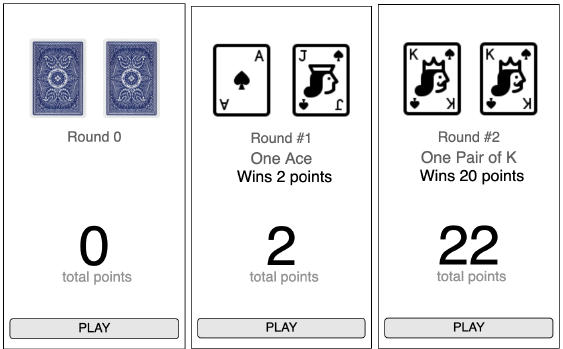 Round 0
0
total points
PLAY
A
A
J
J
Round #1
One Ace
Wins 2 points
2
total points
PLAY
K
K
K
K
Round #2
One Pair of K
Wins 20 points
22
total points
PLAY